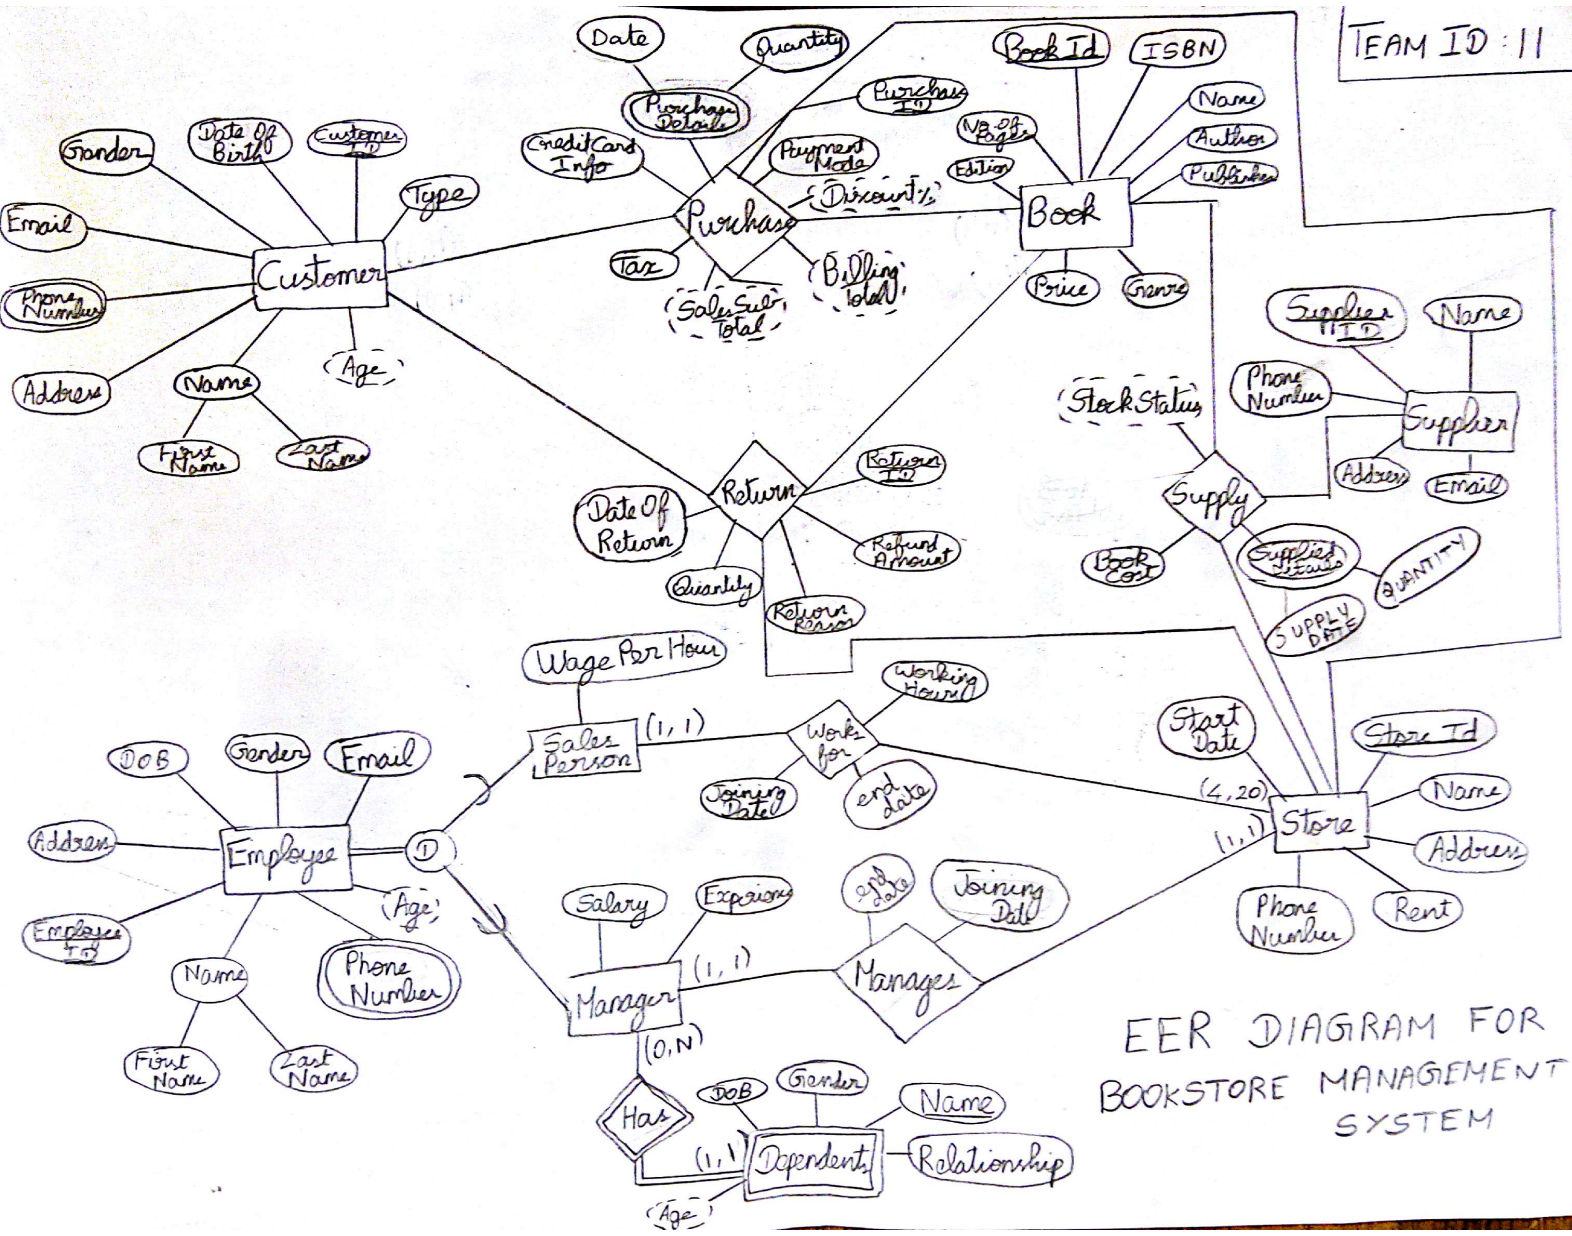 TEAM ID : 11
Date
Quantity
Purchase
Details
Purchase
ID
Credit Card
Info
Payment
Mode
Discount %
Purchase
Tax
Sales Sub
Total
Billing
Total
Book Id
ISBN
Name
Author
Publisher
No. Of
Pages
Edition
Book
Price
Genre
Gender
Date Of
Birth
Customer
ID
Type
Email
Customer
Phone
Number
Address
Name
Age
First
Name
Last
Name
Supplier
ID
Name
Phone
Number
Supplier
Address
Email
Stock Status
Supply
Book
Cost
Supplied
Details
QUANTITY
SUPPLY
DATE
Return
Return
ID
Date Of
Return
Refund
Amount
Quantity
Return
Reason
Wage Per Hour
Sales
Person
(1, 1)
Works
for
Working
Hours
Joining
Date
end
date
Start
Date
Store Id
(4, 20)
(1, 1)
Store
Name
Address
Phone
Number
Rent
DOB
Gender
Email
Address
Employee
D
Age
Employee
ID
Name
Phone
Number
First
Name
Last
Name
Salary
Experience
Manager
(1, 1)
end
date
Joining
Date
Manages
(0, N)
Has
(1, 1)
DOB
Gender
Name
Dependents
Relationship
Age
EER DIAGRAM FOR
BOOKSTORE MANAGEMENT
SYSTEM